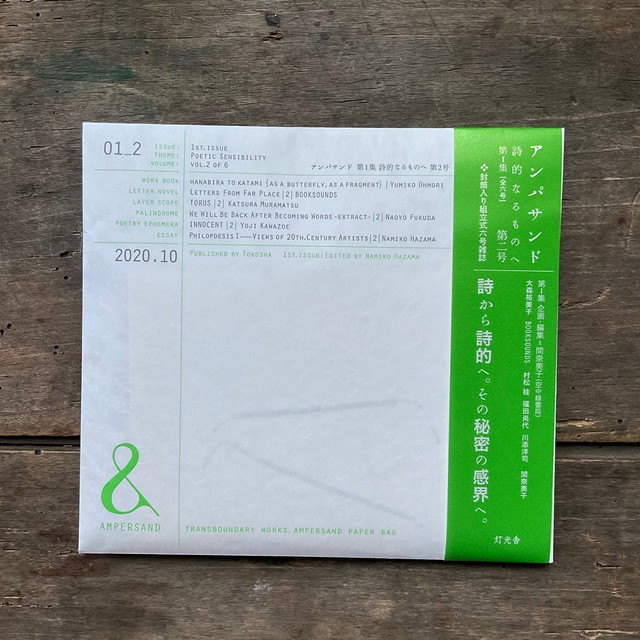 01_2
ISSUE:
THEME:
VOLUME:
1ST.ISSUE
POETIC SENSIBILITY
VOL.2 OF 6
アンパサンド 第1集 詩的なるものへ 第2号
WORK BOOK
LETTER NOVEL
LAYER SCOPE
PALINDROME
POETRY EPHEMERA
ESSAY
HANABIRA TO KATAMI (AS A BUTTERFLY, AS A FRAGMENT) | YUMIKO OHMORI
LETTERS FROM FAR PLACE |2| BOOKSOUNDS
TORUS |2| KATSURA MURAMATSU
WE WILL BE BACK AFTER BECOMING WORDS-EXTRACT- |2| NAOYO FUKUDA
INNOCENT |2| YOJI KAWAZOE
PHILOPOESIS I——VIEWS OF 20TH.CENTURY ARTISTS |2| NAMIKO HAZAMA
2020.10
PUBLISHED BY TOKOSHA 1ST.ISSUE:EDITED BY NAMIKO HAZAMA
&
AMPERSAND
TRANSBOUNDARY WORKS, AMPERSAND PAPER BAG
アンパサンド
詩的なるものへ
第1集(全六号) 第二号
❖封筒入り組立式六号雑誌
第1集 企画・編集=間奈美子(空中線書局)
大森裕美子 BOOKSOUNDS 村松桂 福田尚代 川添洋司 間奈美子
詩から詩的へ。その秘密の感界へ。
灯光舎